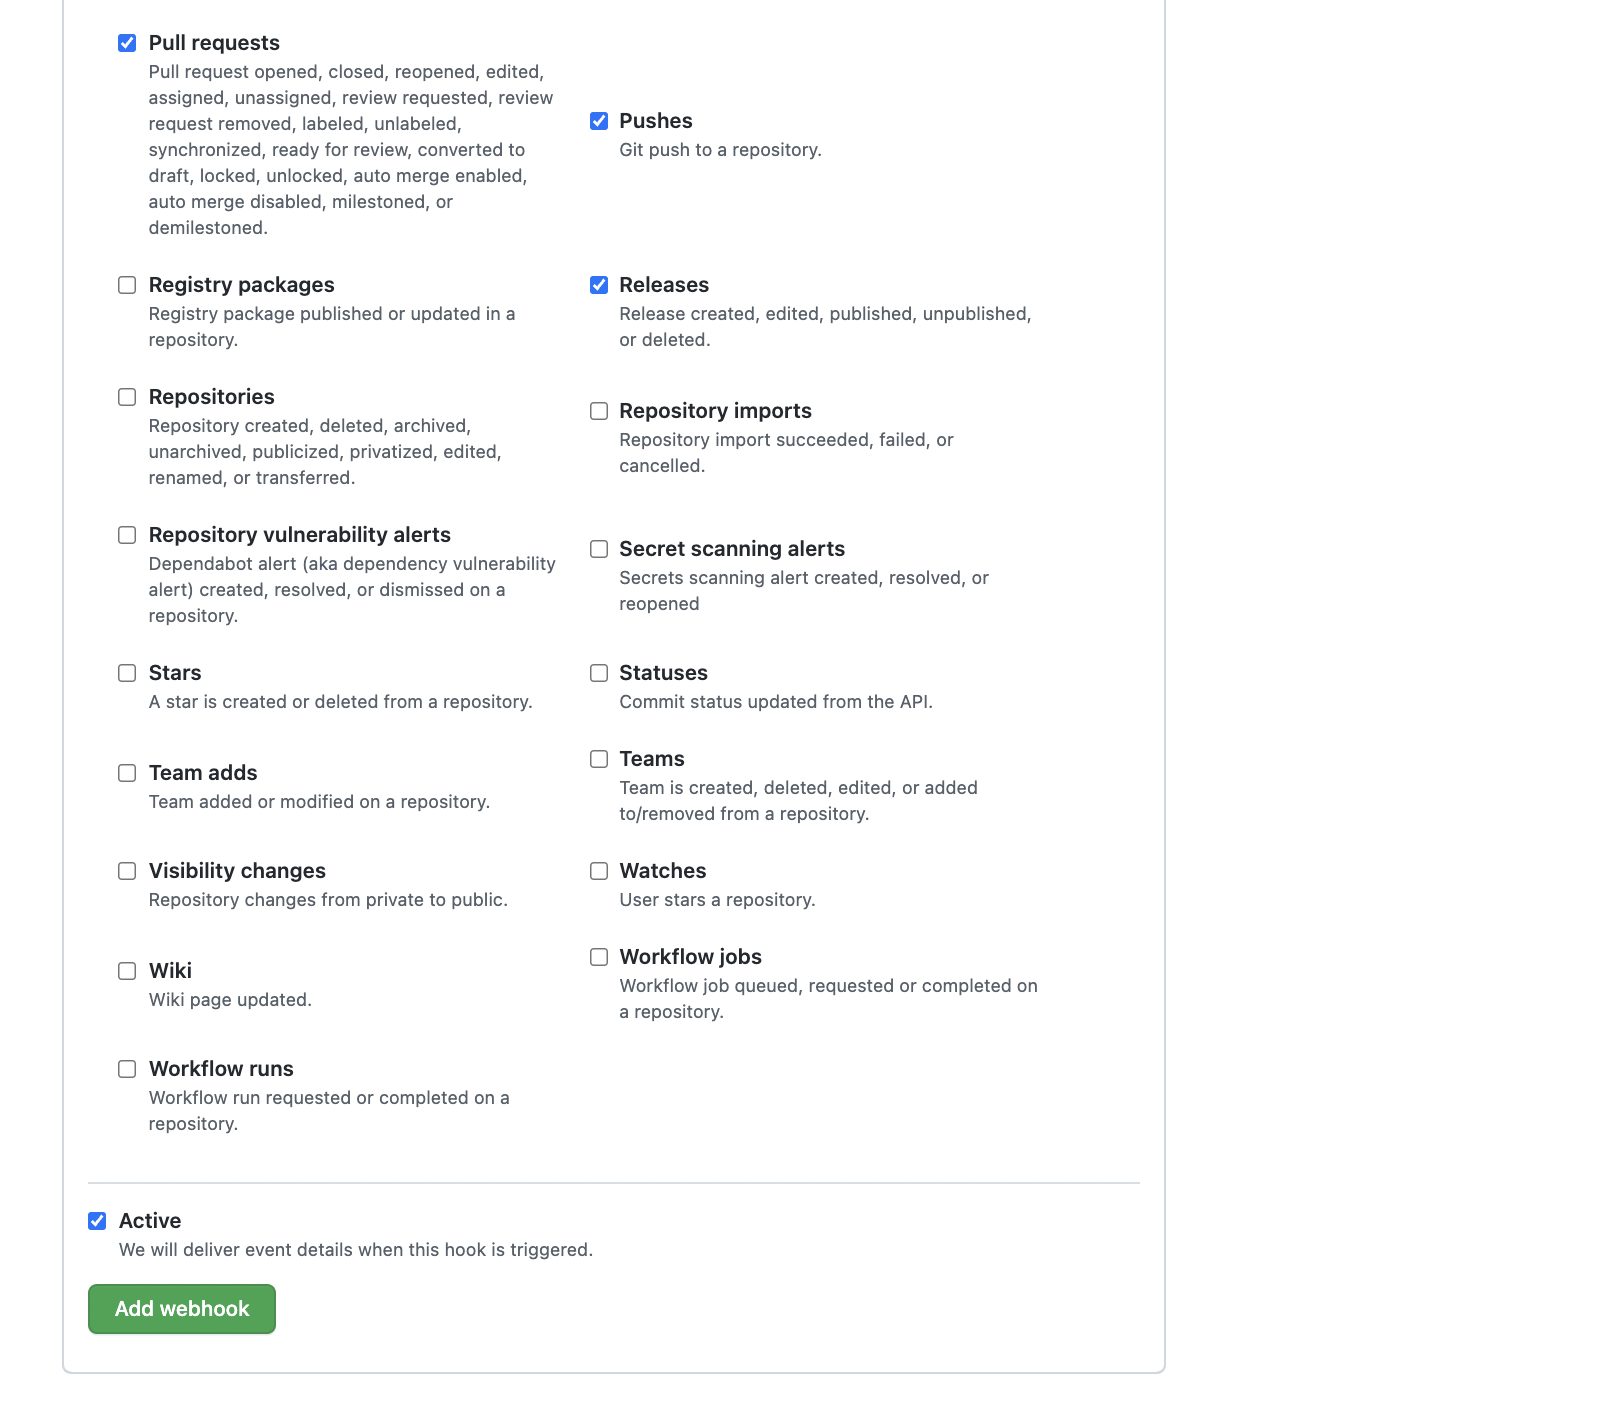 Pull requests
Pull request opened, closed, reopened, edited,
assigned, unassigned, review requested, review
request removed, labeled, unlabeled,
synchronized, ready for review, converted to
draft, locked, unlocked, auto merge enabled,
auto merge disabled, milestoned, or
demilestoned.
Pushes
Git push to a repository.
Registry packages
Registry package published or updated in a
repository.
Releases
Release created, edited, published, unpublished,
or deleted.
Repositories
Repository created, deleted, archived,
unarchived, publicized, privatized, edited,
renamed, or transferred.
Repository imports
Repository import succeeded, failed, or
cancelled.
Repository vulnerability alerts
Dependabot alert (aka dependency vulnerability
alert) created, resolved, or dismissed on a
repository.
Secret scanning alerts
Secrets scanning alert created, resolved, or
reopened
Stars
A star is created or deleted from a repository.
Statuses
Commit status updated from the API.
Team adds
Team added or modified on a repository.
Teams
Team is created, deleted, edited, or added
to/removed from a repository.
Visibility changes
Repository changes from private to public.
Watches
User stars a repository.
Wiki
Wiki page updated.
Workflow jobs
Workflow job queued, requested or completed on
a repository.
Workflow runs
Workflow run requested or completed on a
repository.
Active
We will deliver event details when this hook is triggered.
Add webhook